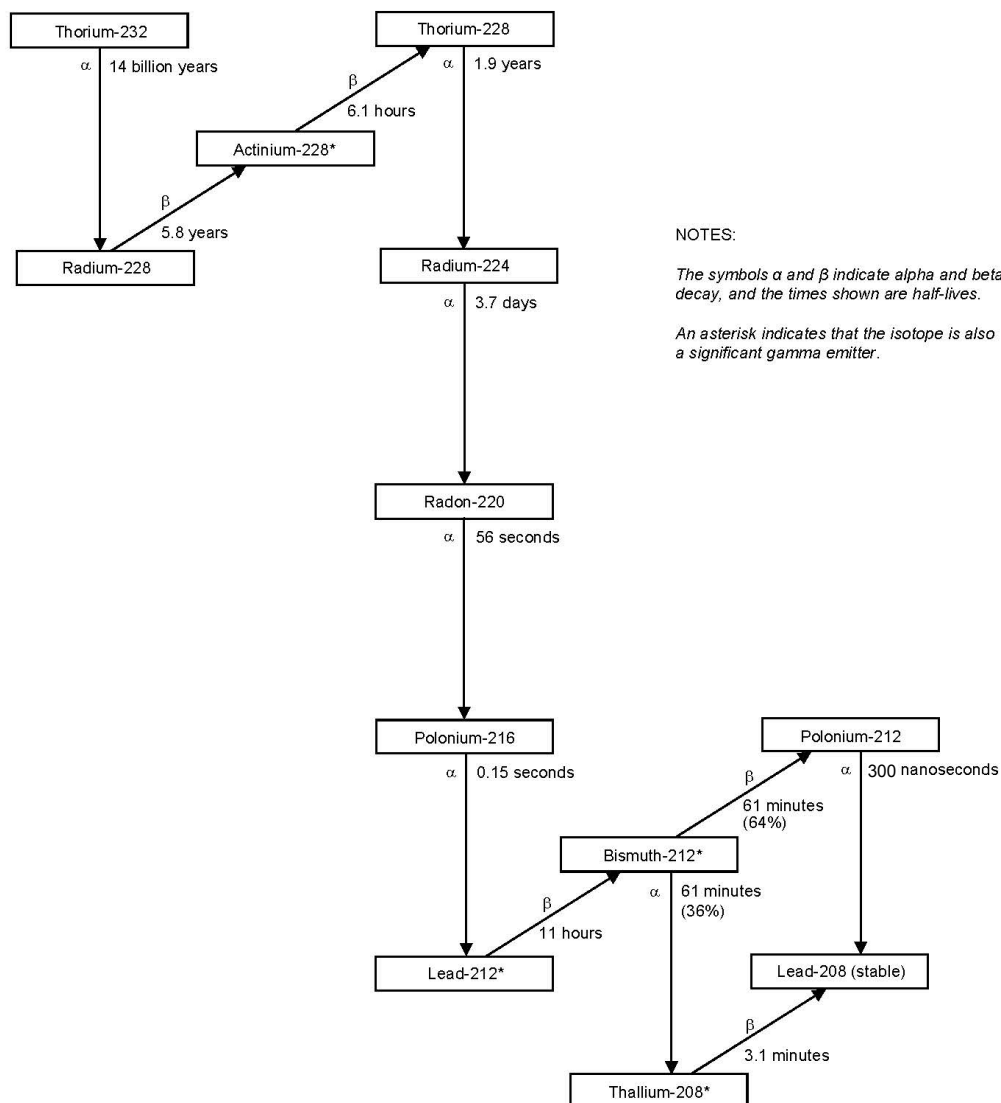 Thorium-232
Thorium-228
α 14 billion years
α 1.9 years
β
6.1 hours
Actinium-228*
β
5.8 years
Radium-228
Radium-224
α 3.7 days
NOTES:
The symbols α and β indicate alpha and beta
decay, and the times shown are half-lives.
An asterisk indicates that the isotope is also
a significant gamma emitter.
Radon-220
α 56 seconds
Polonium-216
Polonium-212
α 0.15 seconds
α 300 nanoseconds
β
61 minutes
(64%)
Bismuth-212*
α 61 minutes
(36%)
β
11 hours
Lead-212*
Lead-208 (stable)
β
3.1 minutes
Thallium-208*